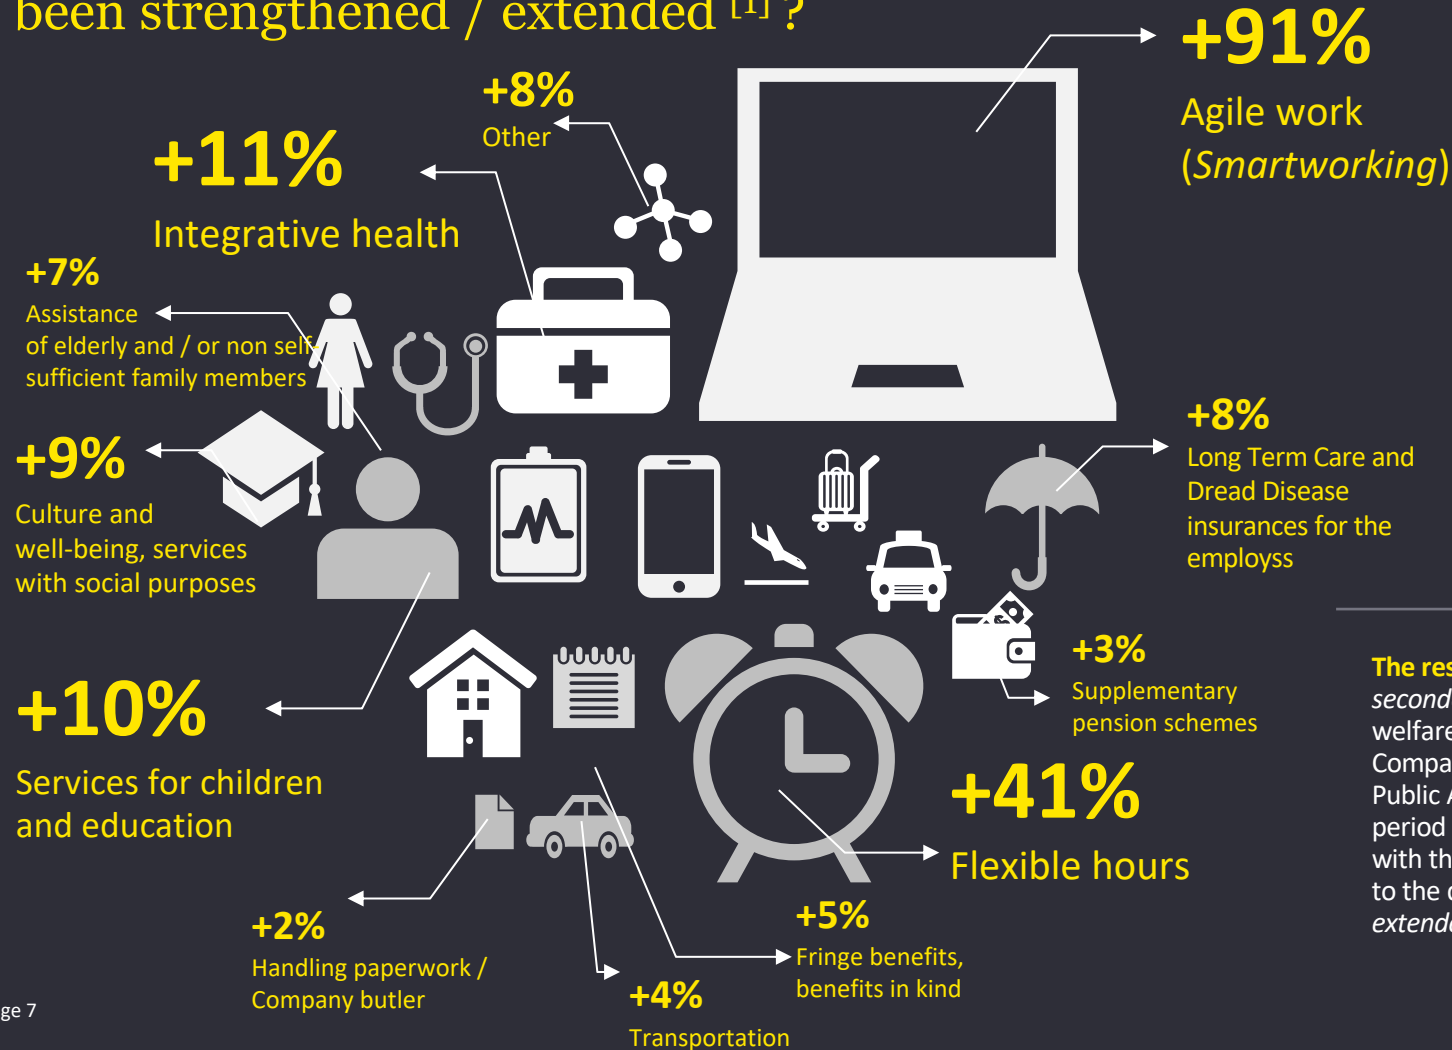 been strengthened / extended [1] ?
+91%
Agile work
(Smartworking)
+8%
Other
+11%
Integrative health
+7%
Assistance
of elderly and / or non self-
sufficient family members
+9%
Culture and
well-being, services
with social purposes
+8%
Long Term Care and
Dread Disease
insurances for the
employss
+10%
Services for children
and education
+3%
Supplementary
pension schemes
+41%
Flexible hours
+2%
Handling paperwork /
Company butler
+4%
Transportation
+5%
Fringe benefits,
benefits in kind
The res
second
welfare
Compa
Public A
period
with th
to the
extend
ge 7